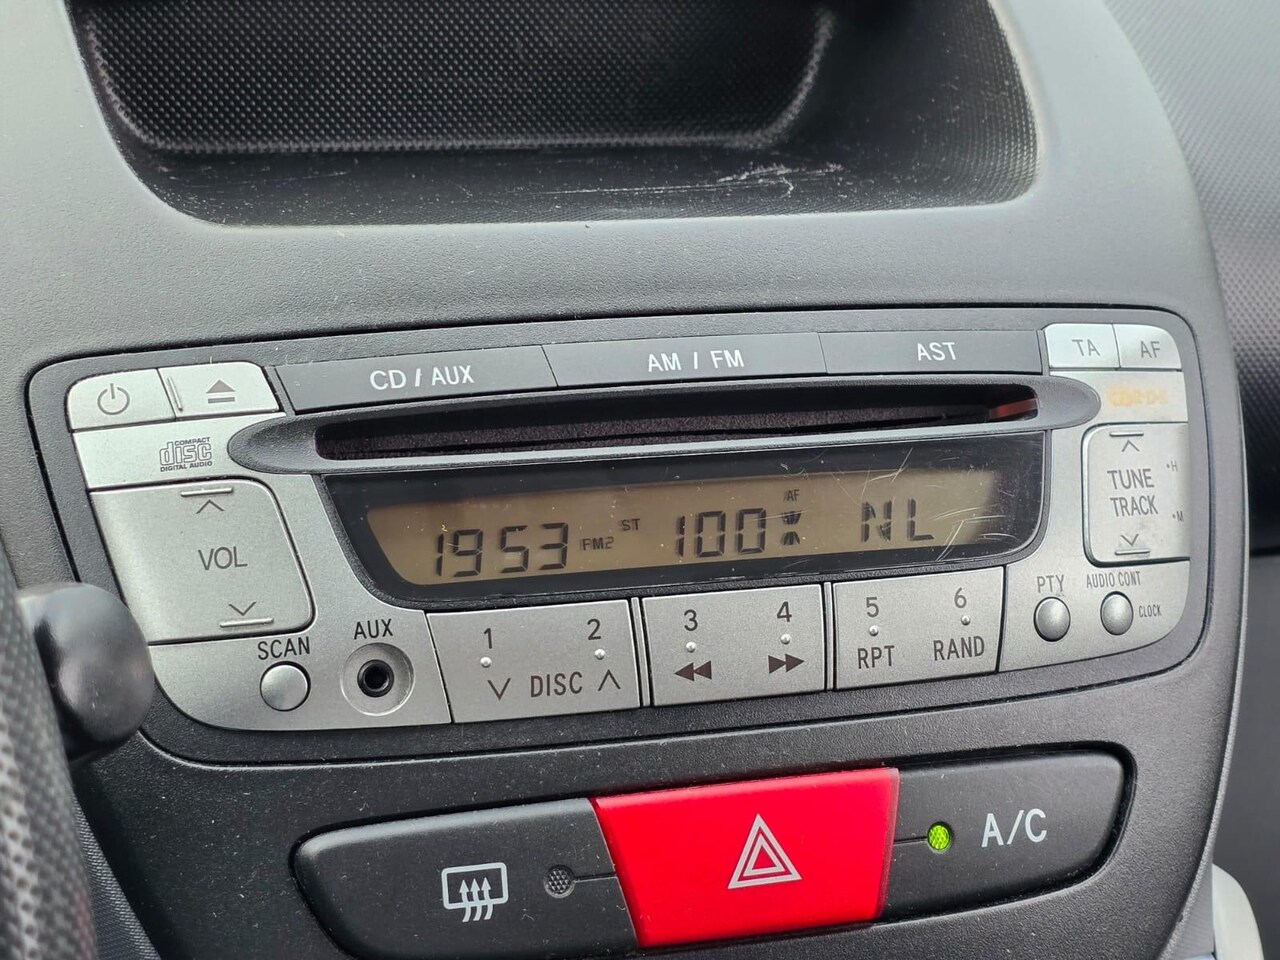 CD / AUX
AM / FM
AST
TA
AF
COMPACT
disc
DIGITAL AUDIO
VOL
1953
FM2
ST
100%
AF
NL
TUNE
TRACK
•H
•M
SCAN
AUX
1
2
DISC
3
4
5
RPT
6
RAND
PTY
AUDIO CONT
CLOCK
A/C